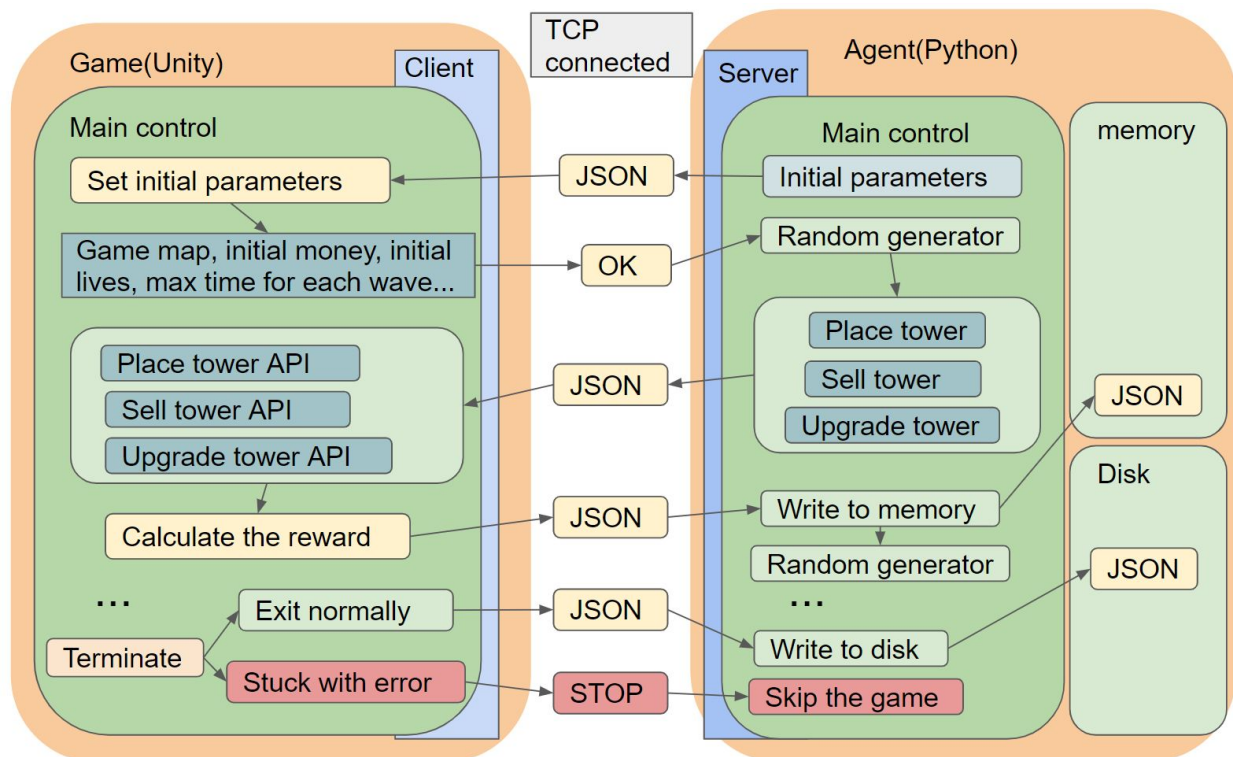 TCP
connected
Game(Unity)
Client
Agent(Python)
Server
Main control
Main control
memory
Set initial parameters
JSON
Initial parameters
Game map, initial money, initial
lives, max time for each wave...
OK
Random generator
Place tower API
Sell tower API
Upgrade tower API
JSON
Place tower
Sell tower
Upgrade tower
JSON
Disk
Calculate the reward
JSON
Write to memory
Random generator
JSON
...
...
Terminate
Exit normally
JSON
Write to disk
Stuck with error
STOP
Skip the game